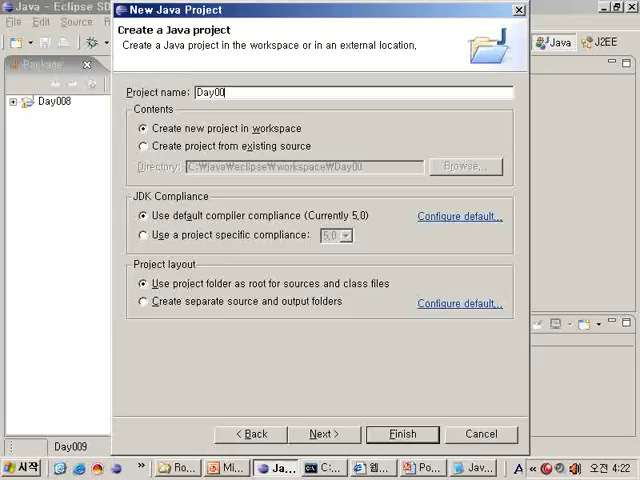 Java - Eclipse SD
New Java Project
File Edit Source
Create a Java project
Create a Java project in the workspace or in an external location,
Java J2EE
Package
Day008
Project name: Day00
Contents
Create new project in workspace
Create project from existing source
Directory: C:₩java₩eclipse₩workspace₩Day00 Browse...
JDK Compliance
Use default compiler compliance (Currently 5,0) Configure default...
Use a project specific compliance: 5,0
Project layout
Use project folder as root for sources and class files
Create separate source and output folders Configure default...
< Back Next > Finish Cancel
Day009
시작 Ro... Mi... Ja... C:... 웹... Po... Jav... A 오전 4:22